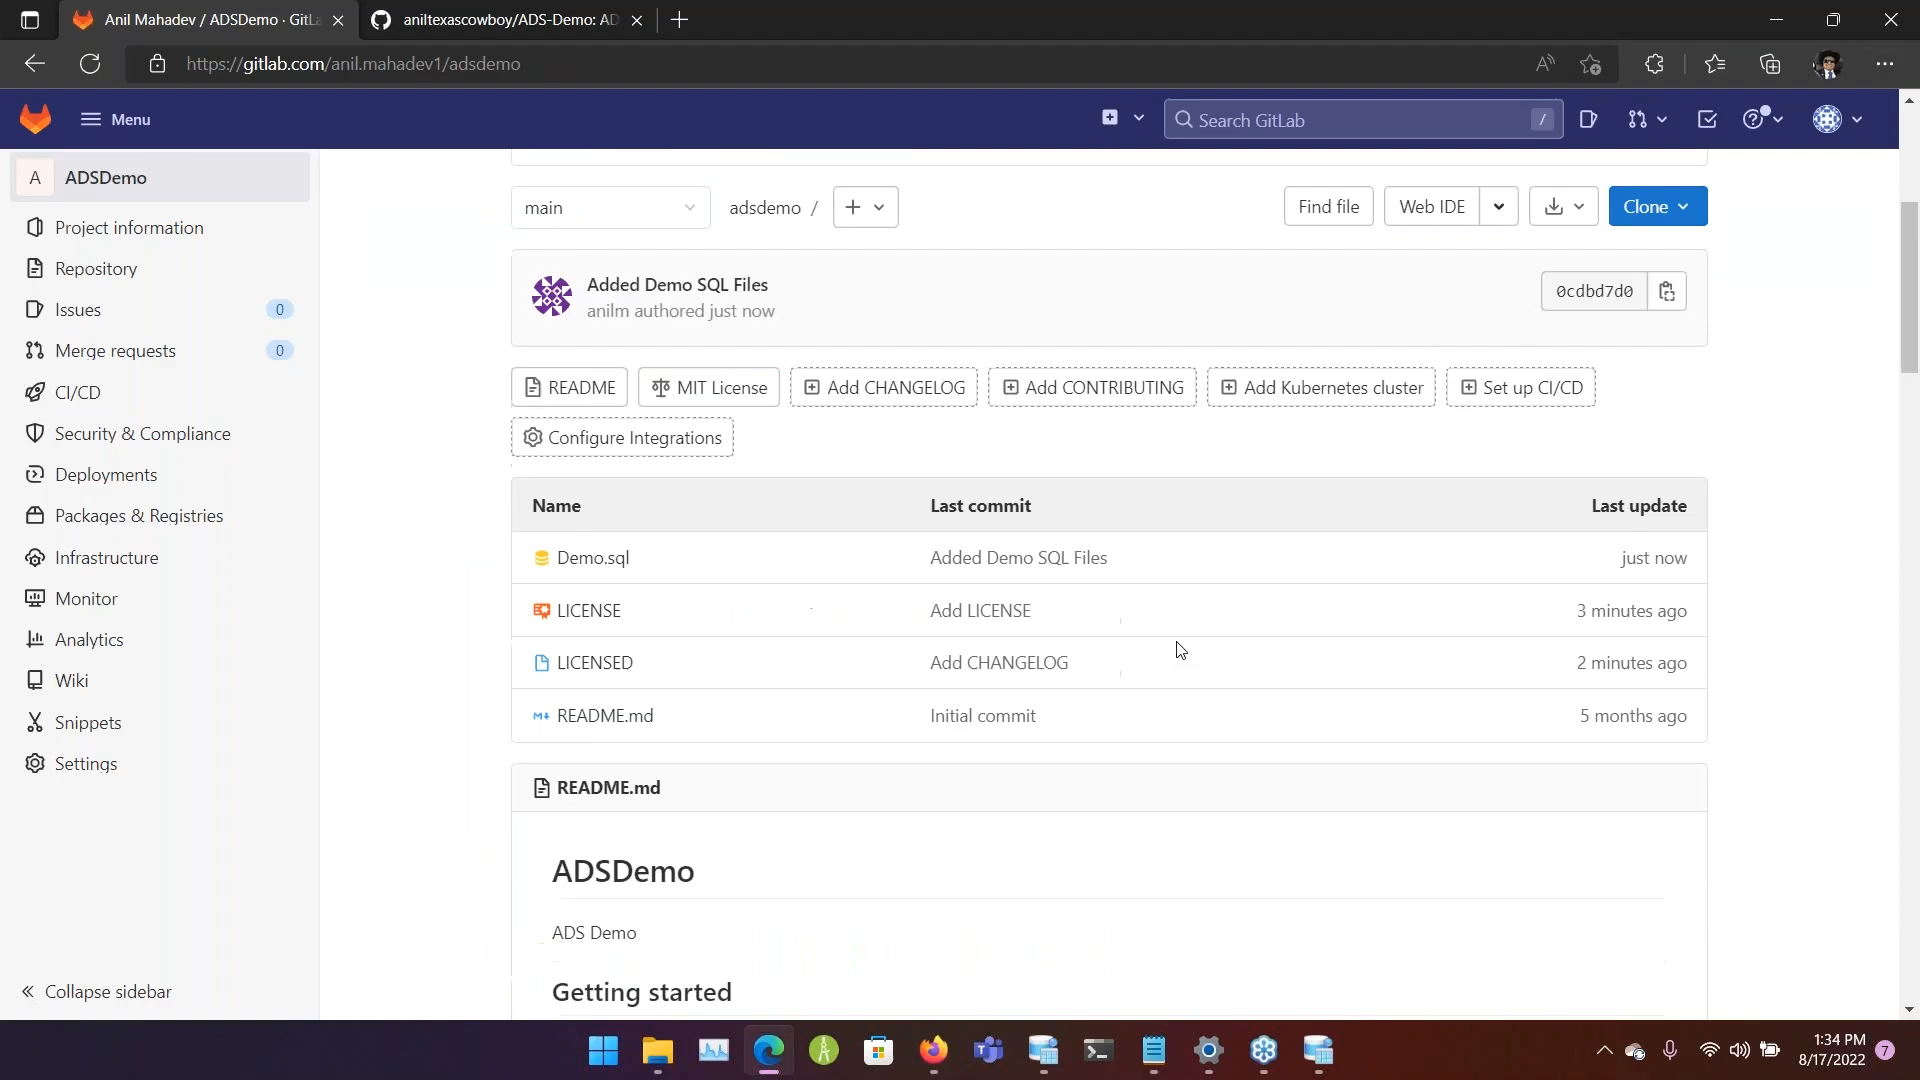 Anil Mahadev / ADSDemo · GitLa
aniltexascowboy/ADS-Demo: AD
https://gitlab.com/anil.mahadev1/adsdemo
Menu
Search GitLab
/
A ADSDemo
Project information
Repository
Issues 0
Merge requests 0
CI/CD
Security & Compliance
Deployments
Packages & Registries
Infrastructure
Monitor
Analytics
Wiki
Snippets
Settings
Collapse sidebar
main
adsdemo /
Find file
Web IDE
Clone
Added Demo SQL Files
anilm authored just now
0cdbd7d0
README
MIT License
Add CHANGELOG
Add CONTRIBUTING
Add Kubernetes cluster
Set up CI/CD
Configure Integrations
Name Last commit Last update
Demo.sql Added Demo SQL Files just now
LICENSE Add LICENSE 3 minutes ago
LICENSED Add CHANGELOG 2 minutes ago
README.md Initial commit 5 months ago
README.md
ADSDemo
ADS Demo
Getting started
1:34 PM
8/17/2022
7